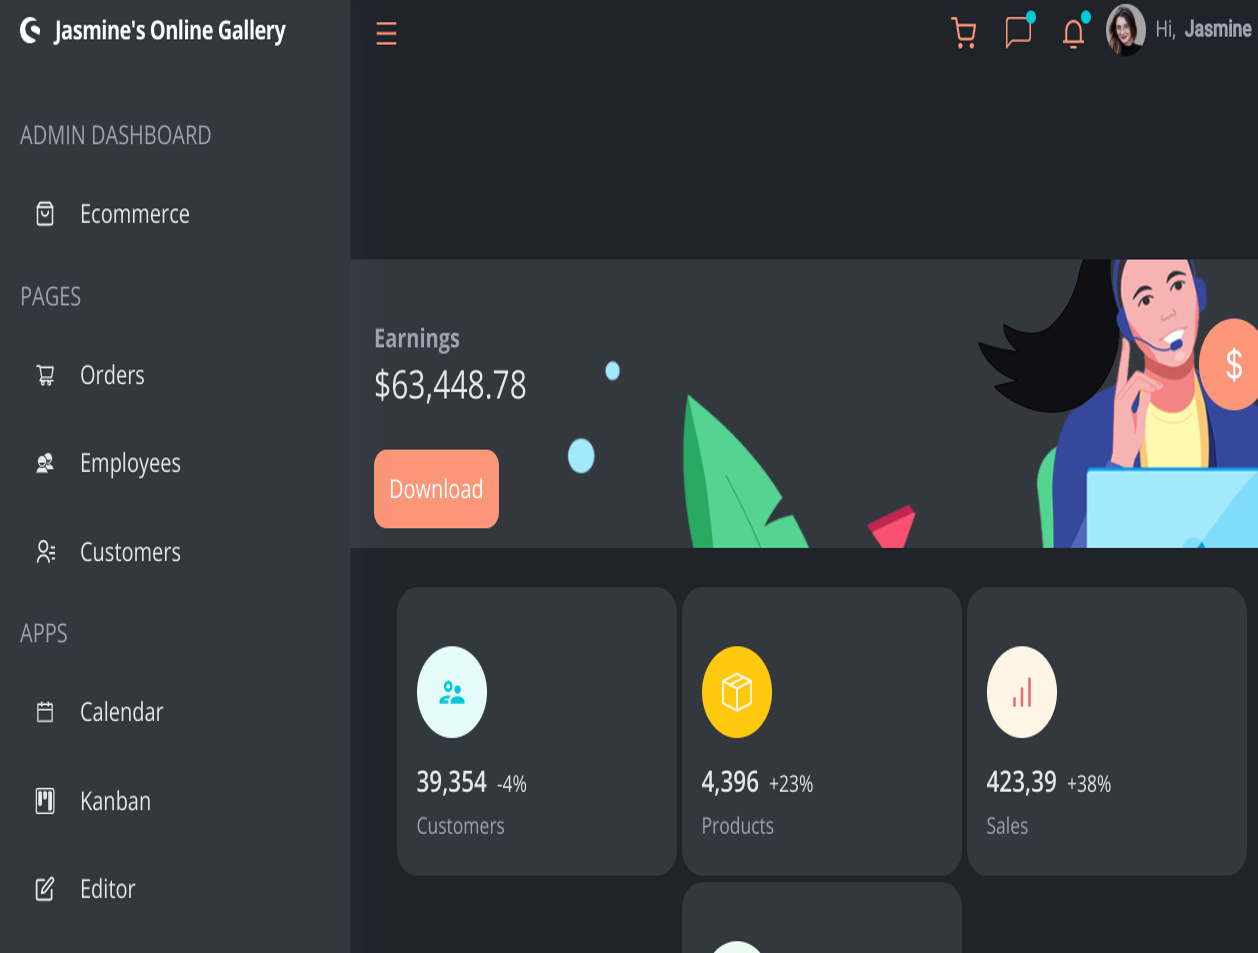 Jasmine's Online Gallery
Hi, Jasmine
ADMIN DASHBOARD
Ecommerce
PAGES
Orders
Employees
Customers
APPS
Calendar
Kanban
Editor
Earnings
$63,448.78
Download
$
39,354 -4%
Customers
4,396 +23%
Products
423,39 +38%
Sales